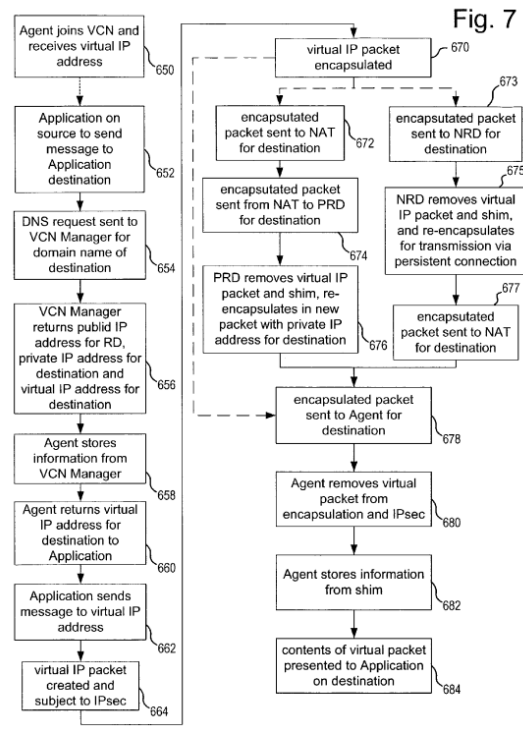 Fig. 7
Agent joins VCN and
receives virtual IP
address
650
Application on
source to send
message to
Application
destination
652
DNS request sent to
VCN Manager for
domain name of
destination
654
VCN Manager
returns publid IP
address for RD,
private IP address for
destination and
virtual IP address for
destination
656
Agent stores
information from
VCN Manager
658
Agent returns virtual
IP address for
destination to
Application
660
Application sends
message to virtual IP
address
662
virtual IP packet
created and
subject to IPsec
664
virtual IP packet
encapsulated
670
encapsutated
packet sent to NAT
for destination
672
encapsutated packet
sent from NAT to PRD
for destination
674
PRD removes virtual IP
packet and shim, re-
encapsulates in new
packet with private IP
address for destination
676
673
encapsulated packet
sent to NRD for
destination
675
NRD removes virtual
IP packet and shim,
and re-encapsulates
for transmission via
persistent connection
677
encapsulated
packet sent to NAT
for destination
encapsulated packet
sent to Agent for
destination
678
Agent removes virtual
packet from
encapsulation and IPsec
680
Agent stores information
from shim
682
contents of virtual packet
presented to Application
on destination
684